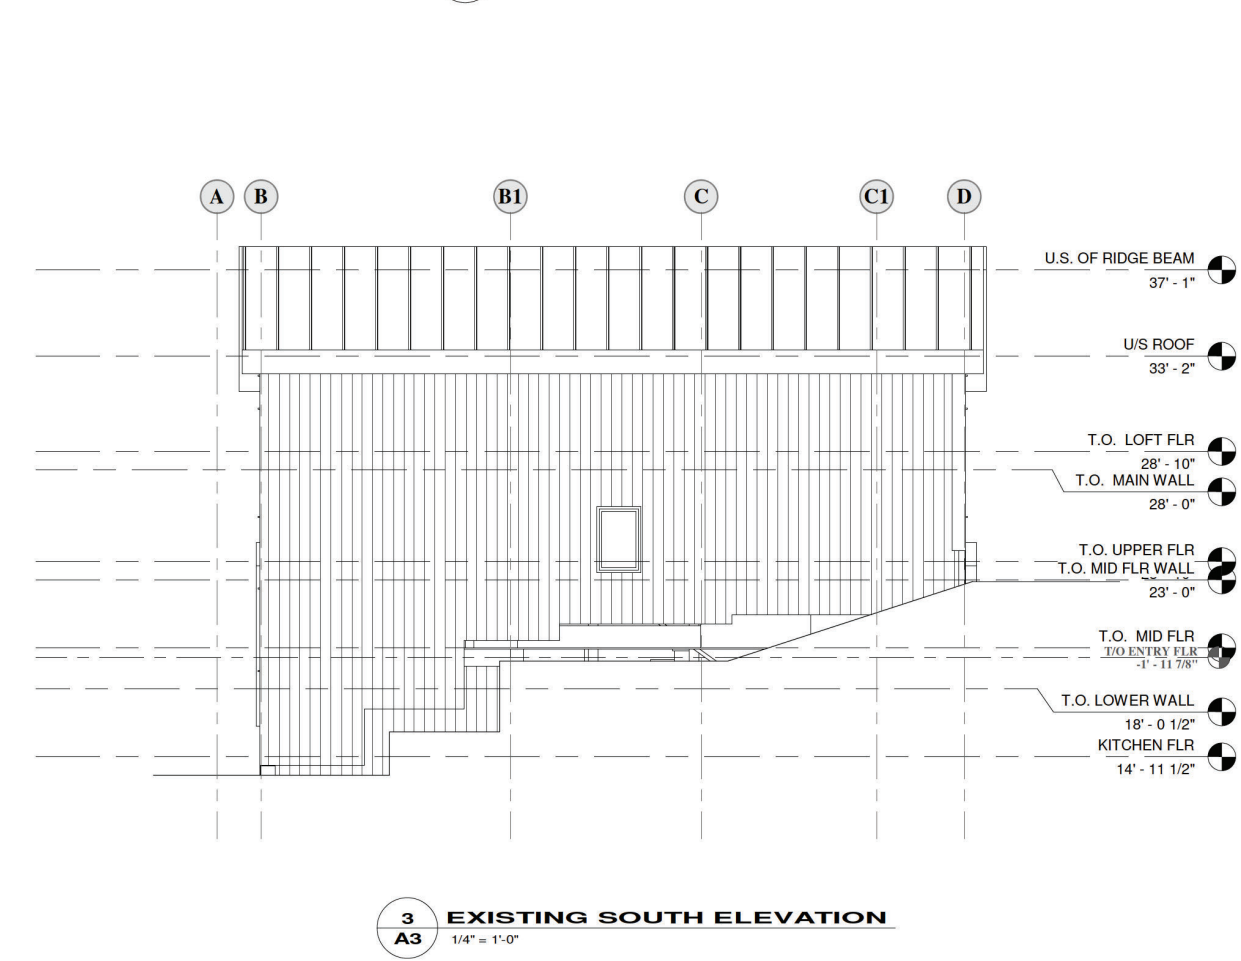 A B B1 C C1 D
U.S. OF RIDGE BEAM
37' - 1"
U/S ROOF
33' - 2"
T.O. LOFT FLR
28' - 10"
T.O. MAIN WALL
28' - 0"
T.O. UPPER FLR
T.O. MID FLR WALL
23' - 0"
T.O. MID FLR
T/O ENTRY FLR
-1' - 11 7/8"
T.O. LOWER WALL
18' - 0 1/2"
KITCHEN FLR
14' - 11 1/2"
3 EXISTING SOUTH ELEVATION
A3 1/4" = 1'-0"